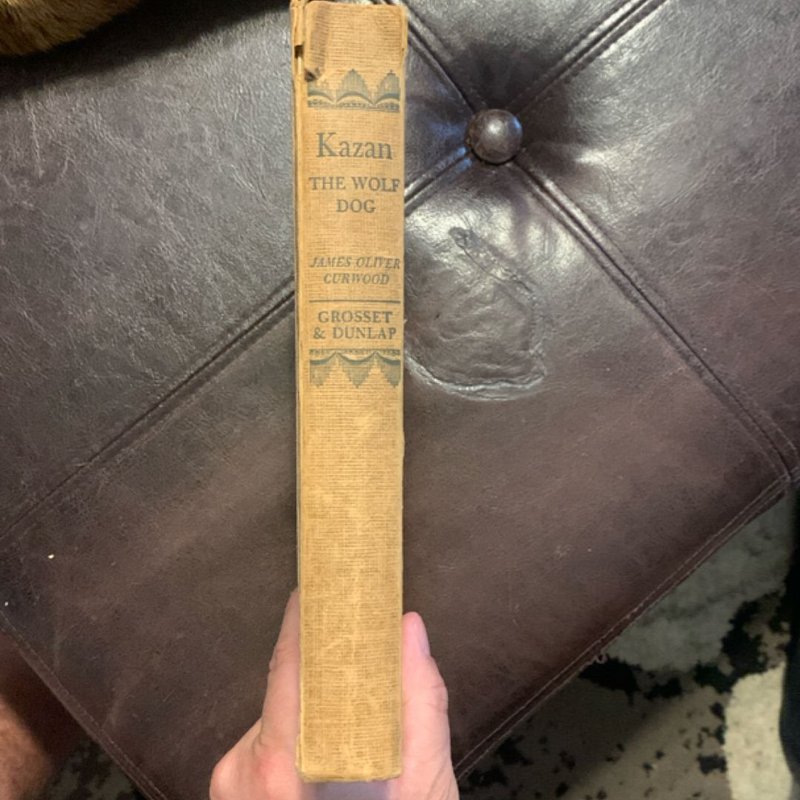 Kazan
THE WOLF
DOG
JAMES OLIVER
CURWOOD
GROSSET
& DUNLAP